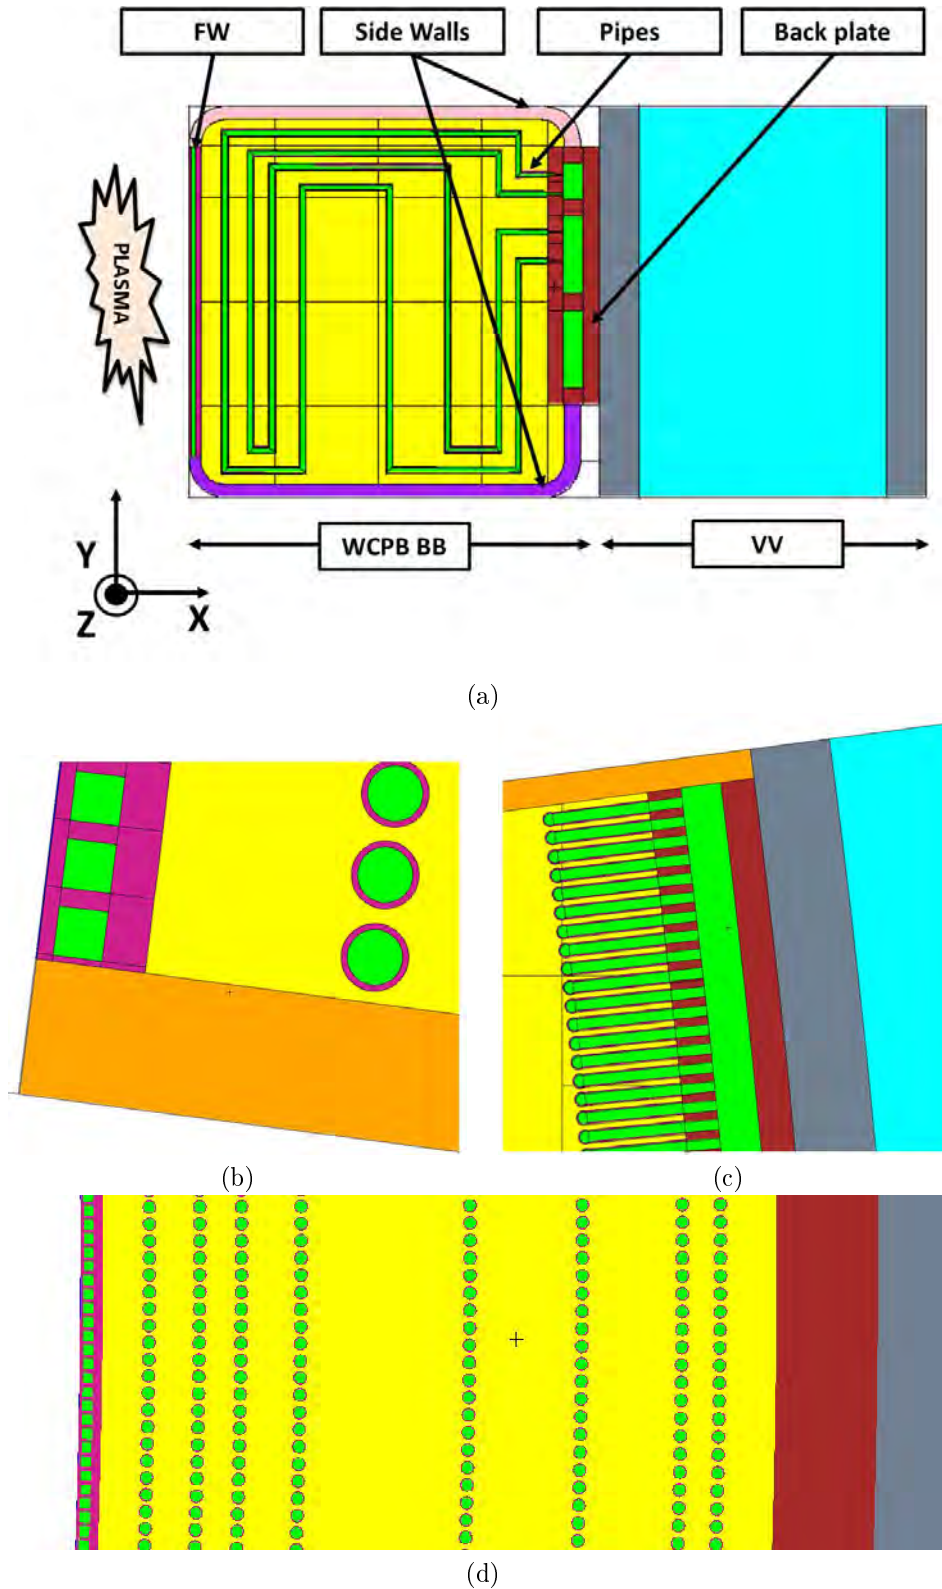 FW
Side Walls
Pipes
Back plate
PLASMA
WCPB BB
VV
Y
Z
X
(a)
(b)
(c)
(d)